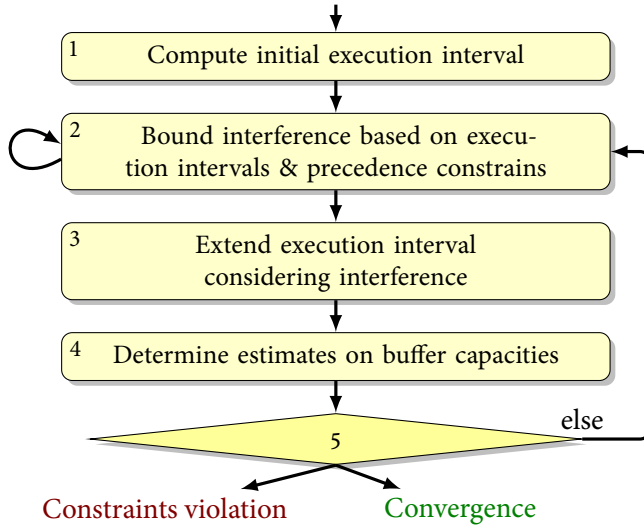 1
Compute initial execution interval
2
Bound interference based on execu-
tion intervals & precedence constrains
3
Extend execution interval
considering interference
4
Determine estimates on buffer capacities
else
5
Constraints violation
Convergence